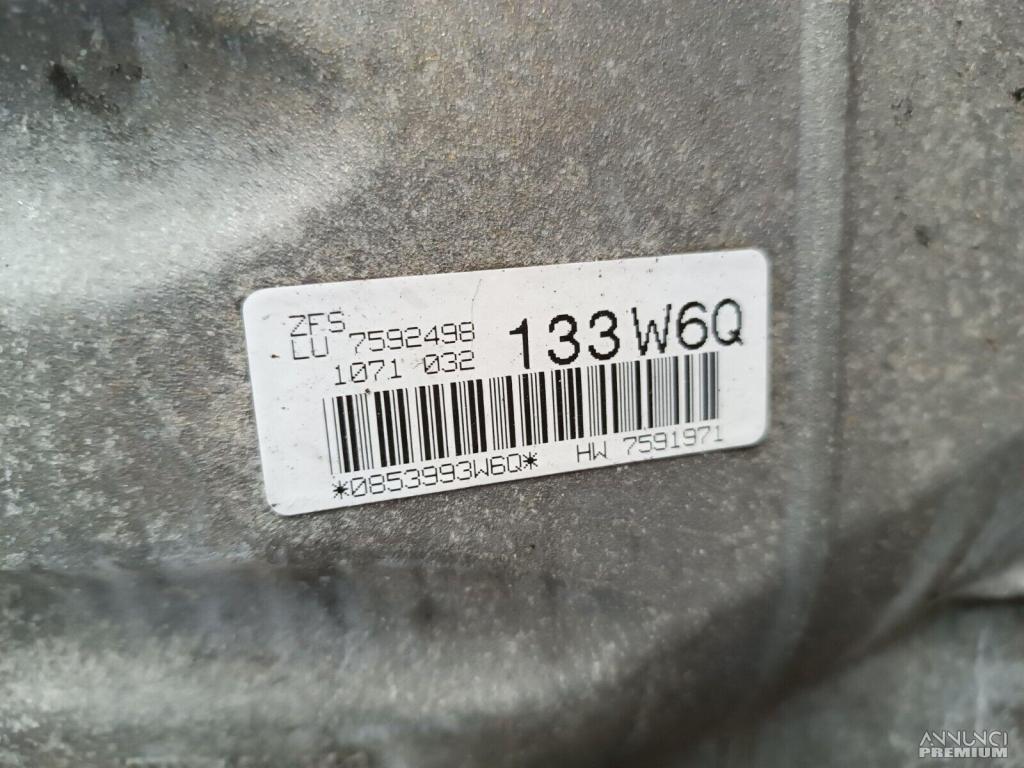 ZFS
LU 7592498
1071 032
133 W6Q
*0853993W6Q*
HW 7591971
ANNUNCI
PREMIUM